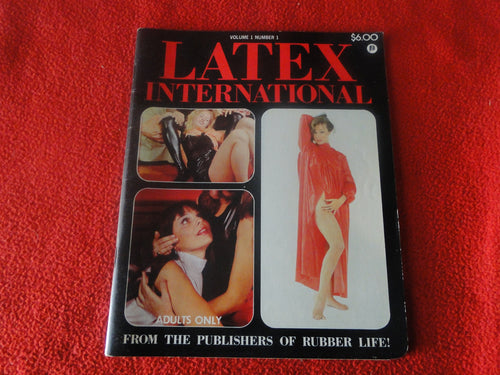 VOLUME 1 NUMBER 1
$6.00
LATEX
INTERNATIONAL
ADULTS ONLY
FROM THE PUBLISHERS OF RUBBER LIFE!